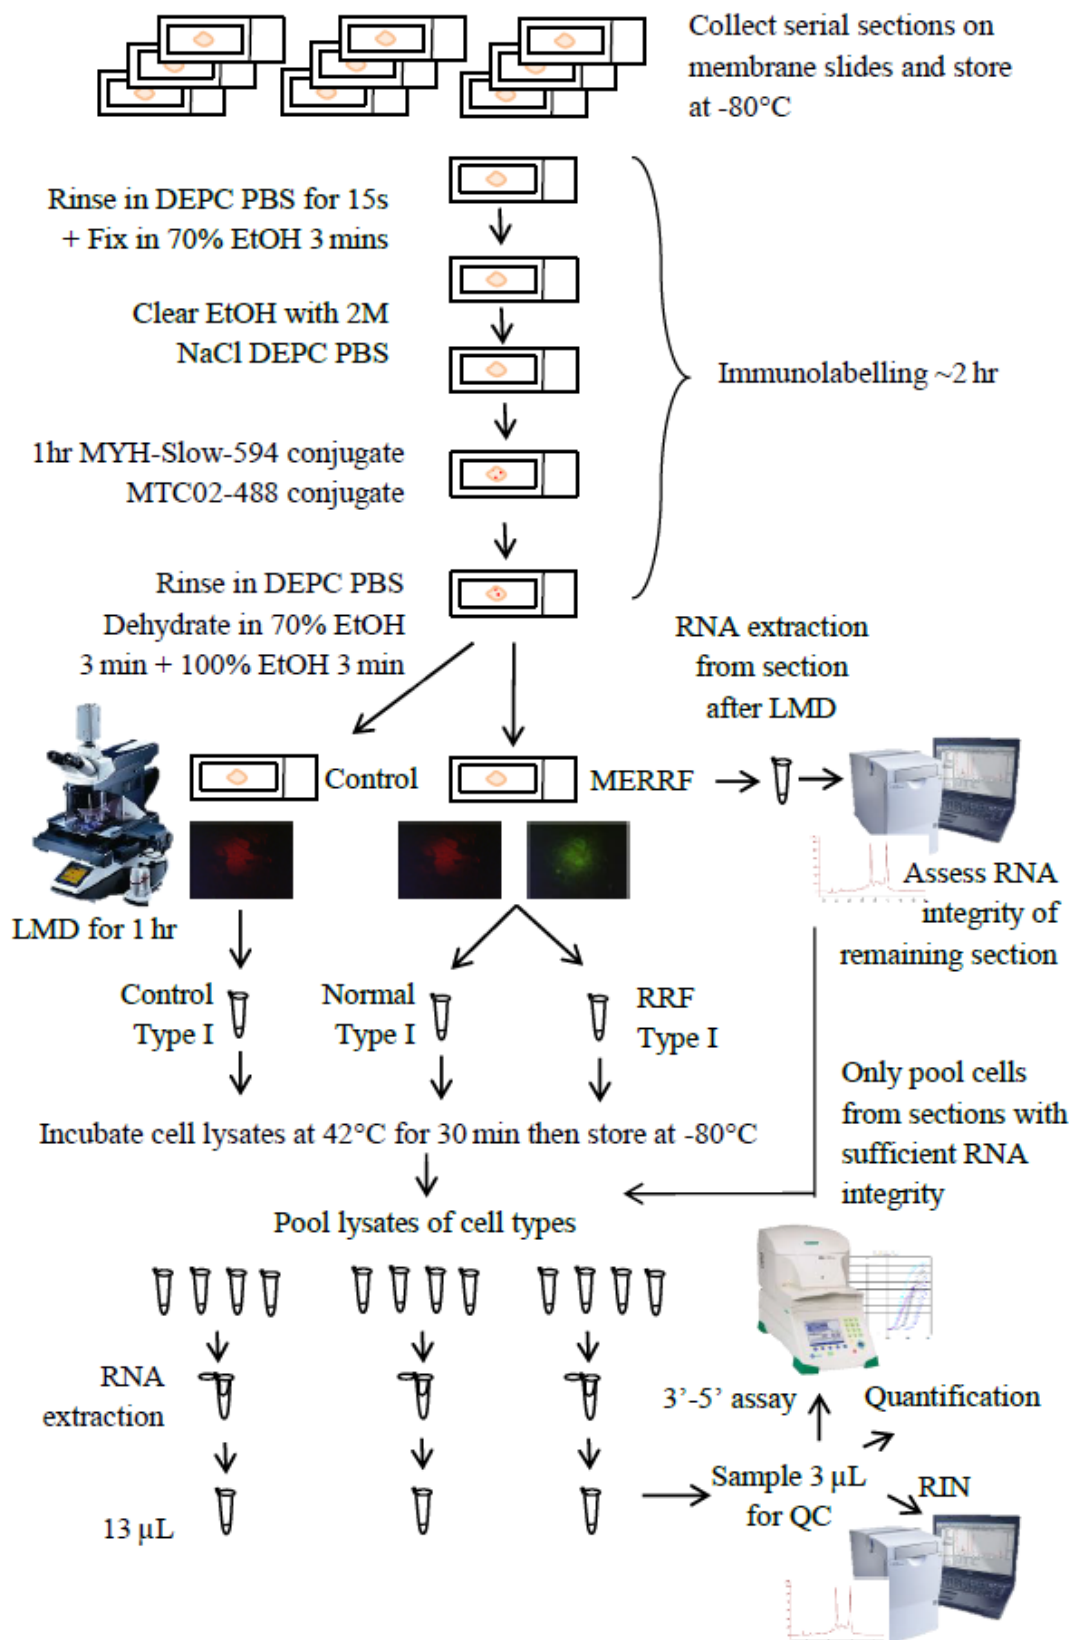 Collect serial sections on
membrane slides and store
at -80°C
Rinse in DEPC PBS for 15s
+ Fix in 70% EtOH 3 mins
Clear EtOH with 2M
NaCl DEPC PBS
Immunolabelling ~2 hr
1hr MYH-Slow-594 conjugate
MTC02-488 conjugate
Rinse in DEPC PBS
Dehydrate in 70% EtOH
3 min + 100% EtOH 3 min
RNA extraction
from section
after LMD
Control
MERRF
LMD for 1 hr
Assess RNA
integrity of
remaining section
Control
Type I
Normal
Type I
RRF
Type I
Only pool cells
from sections with
sufficient RNA
integrity
Incubate cell lysates at 42°C for 30 min then store at -80°C
Pool lysates of cell types
RNA
extraction
3’-5’ assay
Quantification
Sample 3 µL
for QC
RIN
13 µL